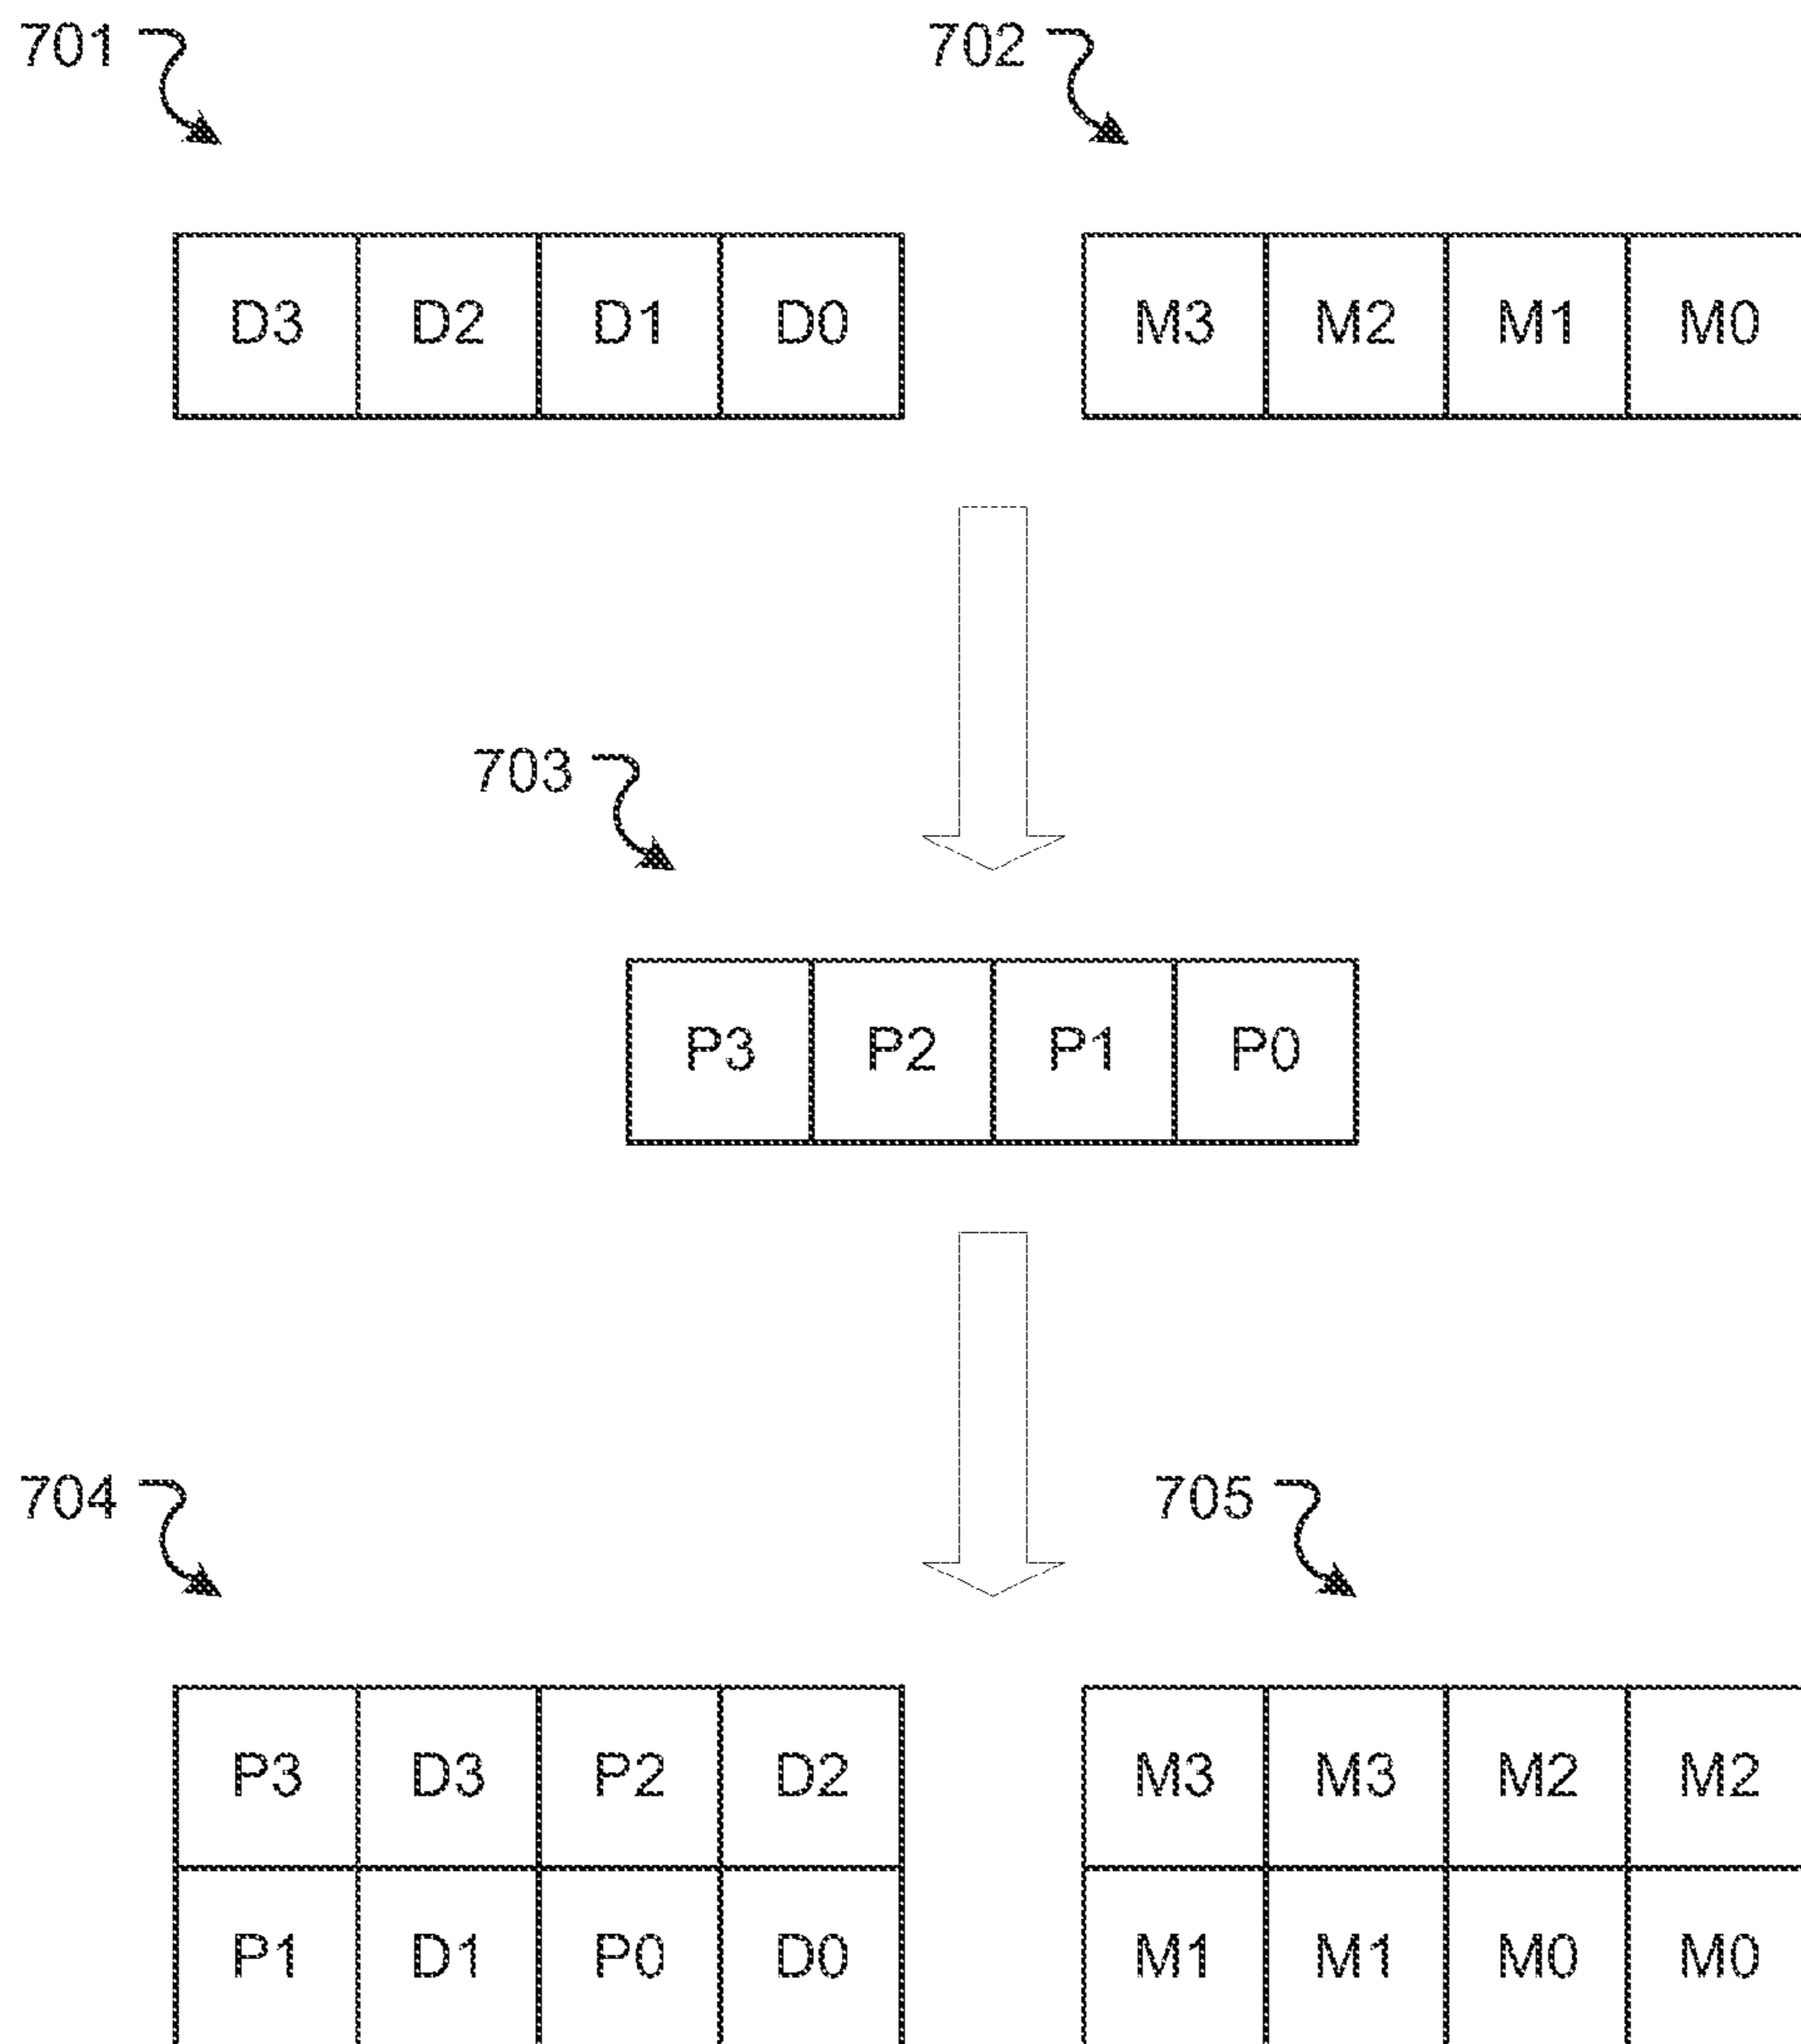 701 702
D3 D2 D1 D0 M3 M2 M1 M0
703
P3 P2 P1 P0
704 705
P3 D3 P2 D2 M3 M3 M2 M2
P1 D1 P0 D0 M1 M1 M0 M0